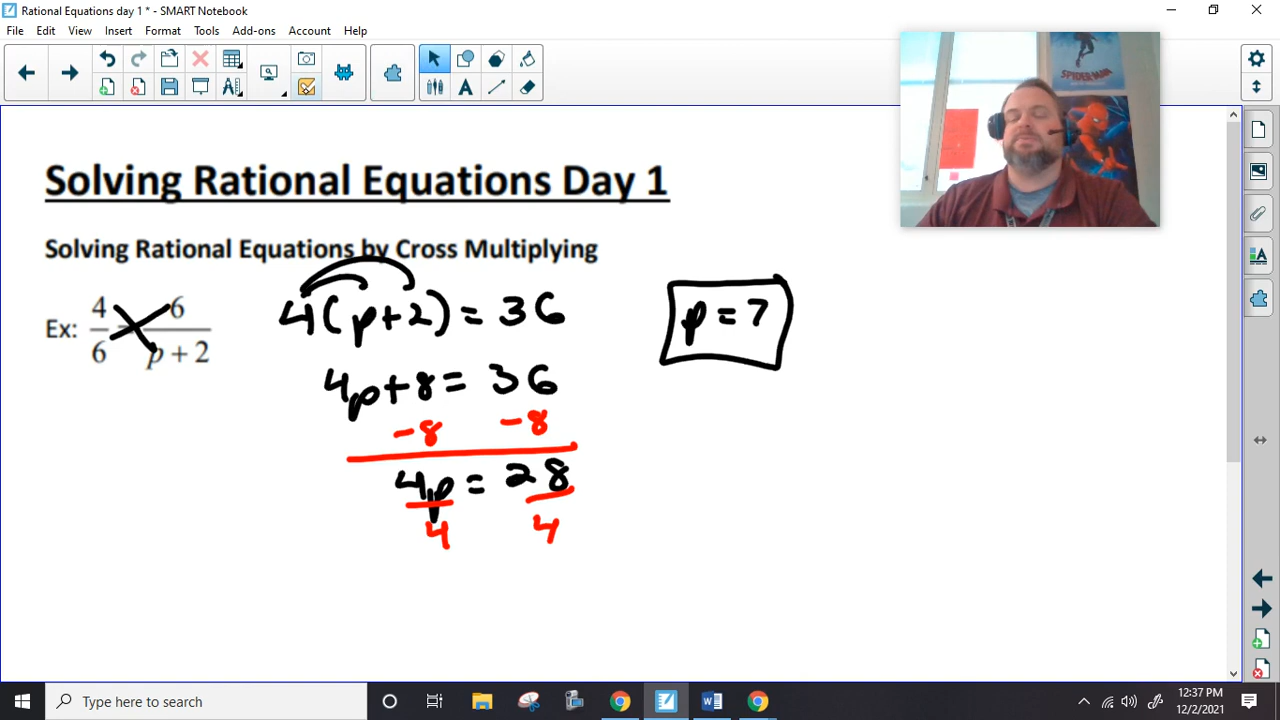 Rational Equations day 1 * - SMART Notebook
File Edit View Insert Format Tools Add-ons Account Help
SPIDER-MAN
Solving Rational Equations Day 1
Solving Rational Equations by Cross Multiplying
Ex: 4/6 = 6/(p + 2)
4(p+2) = 36
p = 7
4p+8 = 36
-8 -8
4p = 28
4 4
Type here to search
12:37 PM
12/2/2021